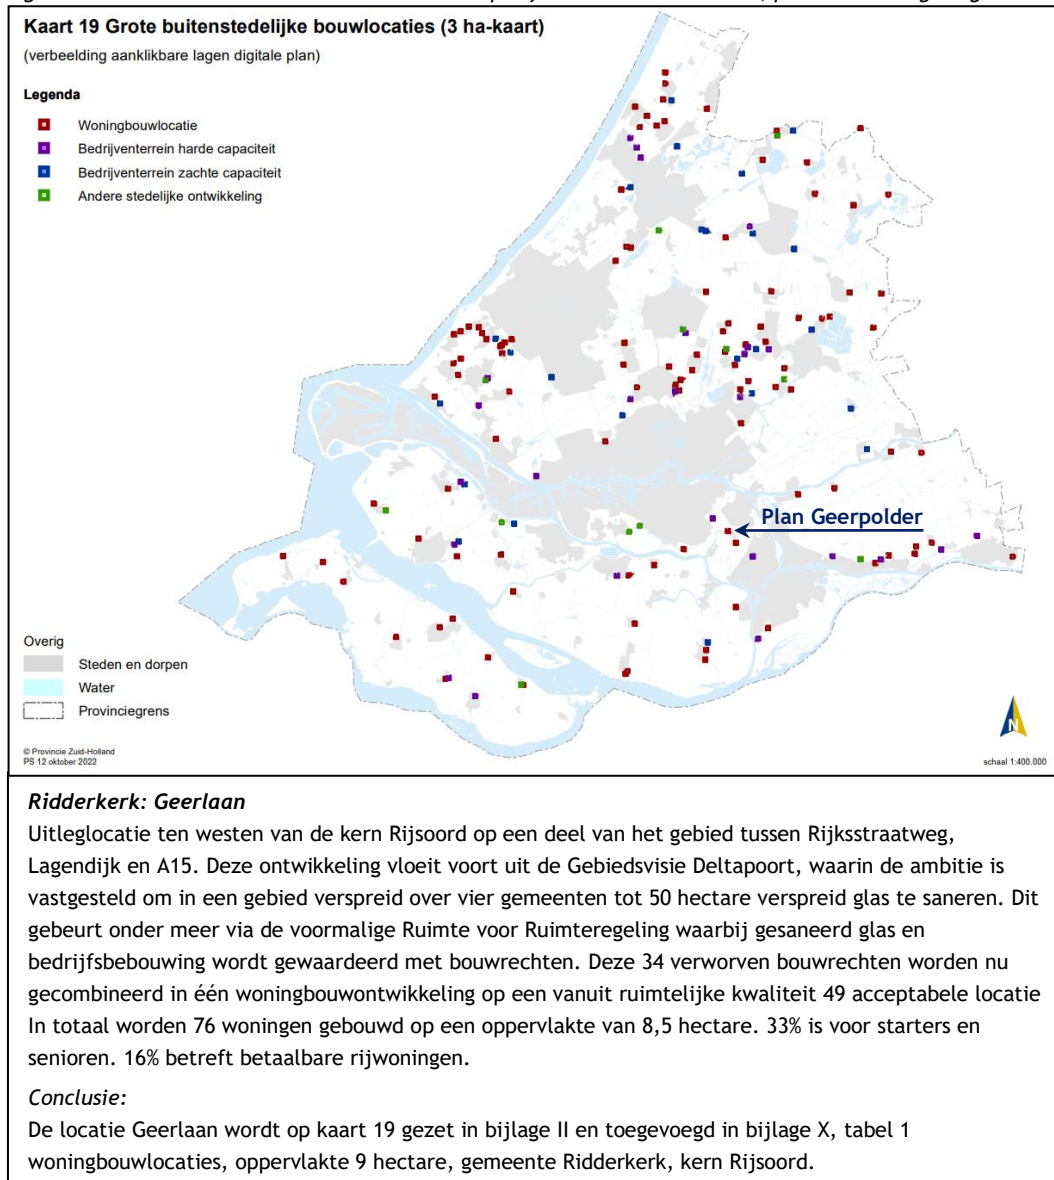 Kaart 19 Grote buitenstedelijke bouwlocaties (3 ha-kaart)
(verbeelding aanklikbare lagen digitale plan)
Legenda
Woningbouwlocatie
Bedrijventerrein harde capaciteit
Bedrijventerrein zachte capaciteit
Andere stedelijke ontwikkeling
Plan Geerpolder
Overig
Steden en dorpen
Water
Provinciegrens
N
© Provincie Zuid-Holland
PS 12 oktober 2022
schaal 1:400.000
Ridderkerk: Geerlaan
Uitleglocatie ten westen van de kern Rijsoord op een deel van het gebied tussen Rijksstraatweg,
Lagendijk en A15. Deze ontwikkeling vloeit voort uit de Gebiedsvisie Deltapoort, waarin de ambitie is
vastgesteld om in een gebied verspreid over vier gemeenten tot 50 hectare verspreid glas te saneren. Dit
gebeurt onder meer via de voormalige Ruimte voor Ruimteregeling waarbij gesaneerd glas en
bedrijfsbebouwing wordt gewaardeerd met bouwrechten. Deze 34 verworven bouwrechten worden nu
gecombineerd in één woningbouwontwikkeling op een vanuit ruimtelijke kwaliteit 49 acceptabele locatie
In totaal worden 76 woningen gebouwd op een oppervlakte van 8,5 hectare. 33% is voor starters en
senioren. 16% betreft betaalbare rijwoningen.
Conclusie:
De locatie Geerlaan wordt op kaart 19 gezet in bijlage II en toegevoegd in bijlage X, tabel 1
woningbouwlocaties, oppervlakte 9 hectare, gemeente Ridderkerk, kern Rijsoord.